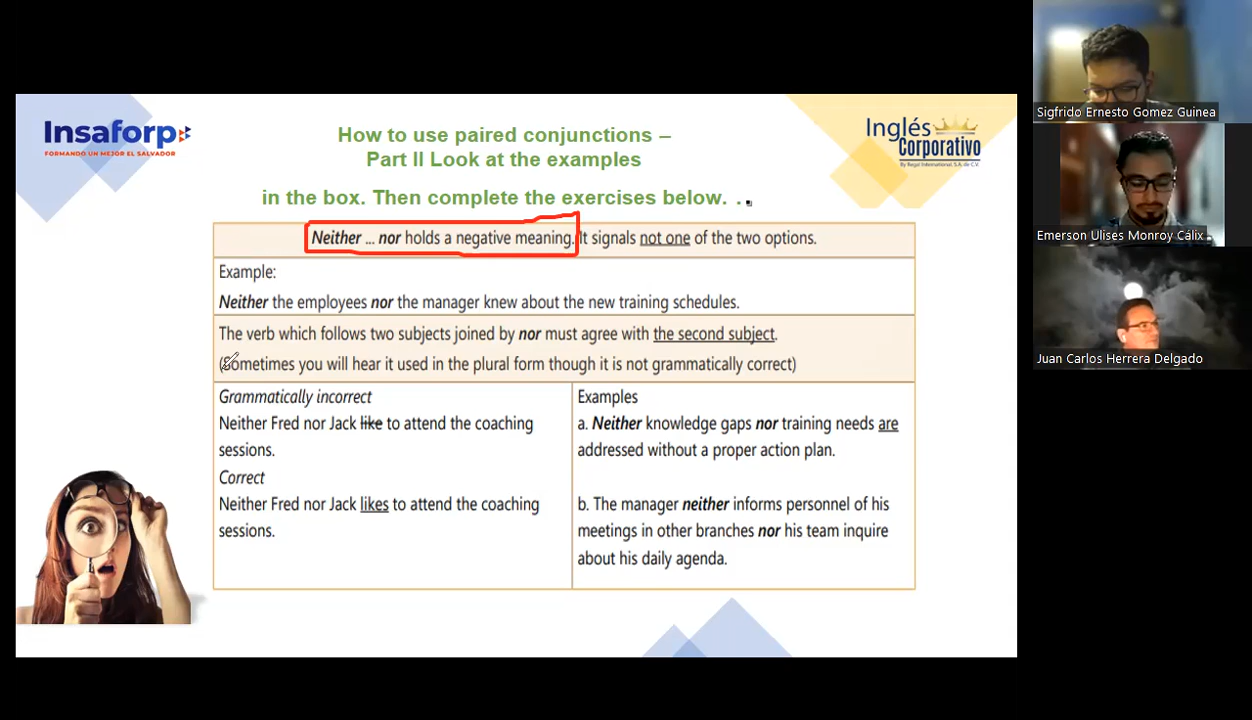 Insaforp
FORMANDO UN MEJOR EL SALVADOR
How to use paired conjunctions –
Part II Look at the examples
in the box. Then complete the exercises below. . .
Inglés
Corporativo
By Regal International, S.A. de C.V.
Neither ... nor holds a negative meaning. It signals not one of the two options.
Example:
Neither the employees nor the manager knew about the new training schedules.
The verb which follows two subjects joined by nor must agree with the second subject.
(Sometimes you will hear it used in the plural form though it is not grammatically correct)
Grammatically incorrect
Neither Fred nor Jack like to attend the coaching
sessions.
Correct
Neither Fred nor Jack likes to attend the coaching
sessions.
Examples
a. Neither knowledge gaps nor training needs are
addressed without a proper action plan.
b. The manager neither informs personnel of his
meetings in other branches nor his team inquire
about his daily agenda.
Sigfrido Ernesto Gomez Guinea
Emerson Ulises Monroy Cálix
Juan Carlos Herrera Delgado